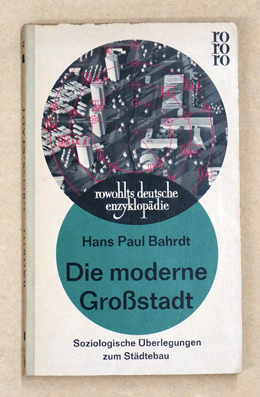 ro
ro
ro
rowohlts deutsche
enzyklopädie
Hans Paul Bahrdt
Die moderne
Großstadt
Soziologische Überlegungen
zum Städtebau